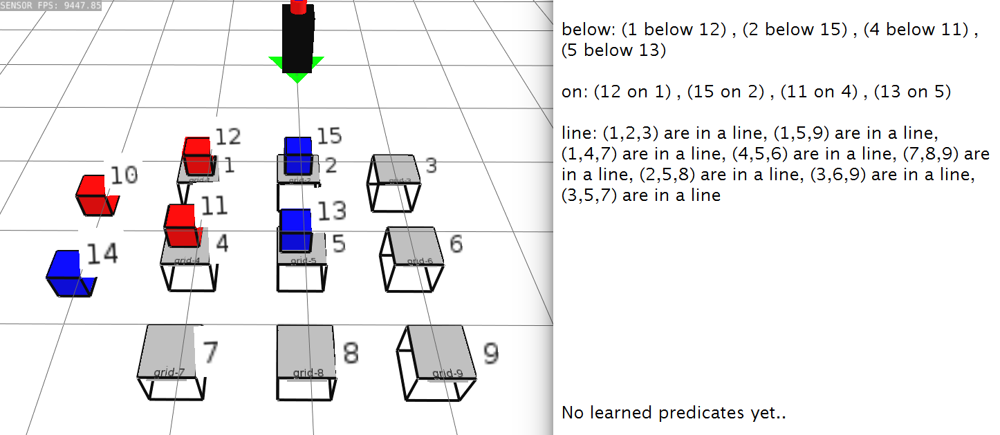 SENSOR FPS: 9447.85
12
15
1
2
3
10
11
13
14
4
5
6
7
8
9
grid-1
grid-2
grid-3
grid-4
grid-5
grid-6
grid-7
grid-8
grid-9
below: (1 below 12) , (2 below 15) , (4 below 11) ,
(5 below 13)
on: (12 on 1) , (15 on 2) , (11 on 4) , (13 on 5)
line: (1,2,3) are in a line, (1,5,9) are in a line,
(1,4,7) are in a line, (4,5,6) are in a line, (7,8,9) are
in a line, (2,5,8) are in a line, (3,6,9) are in a line,
(3,5,7) are in a line
No learned predicates yet..